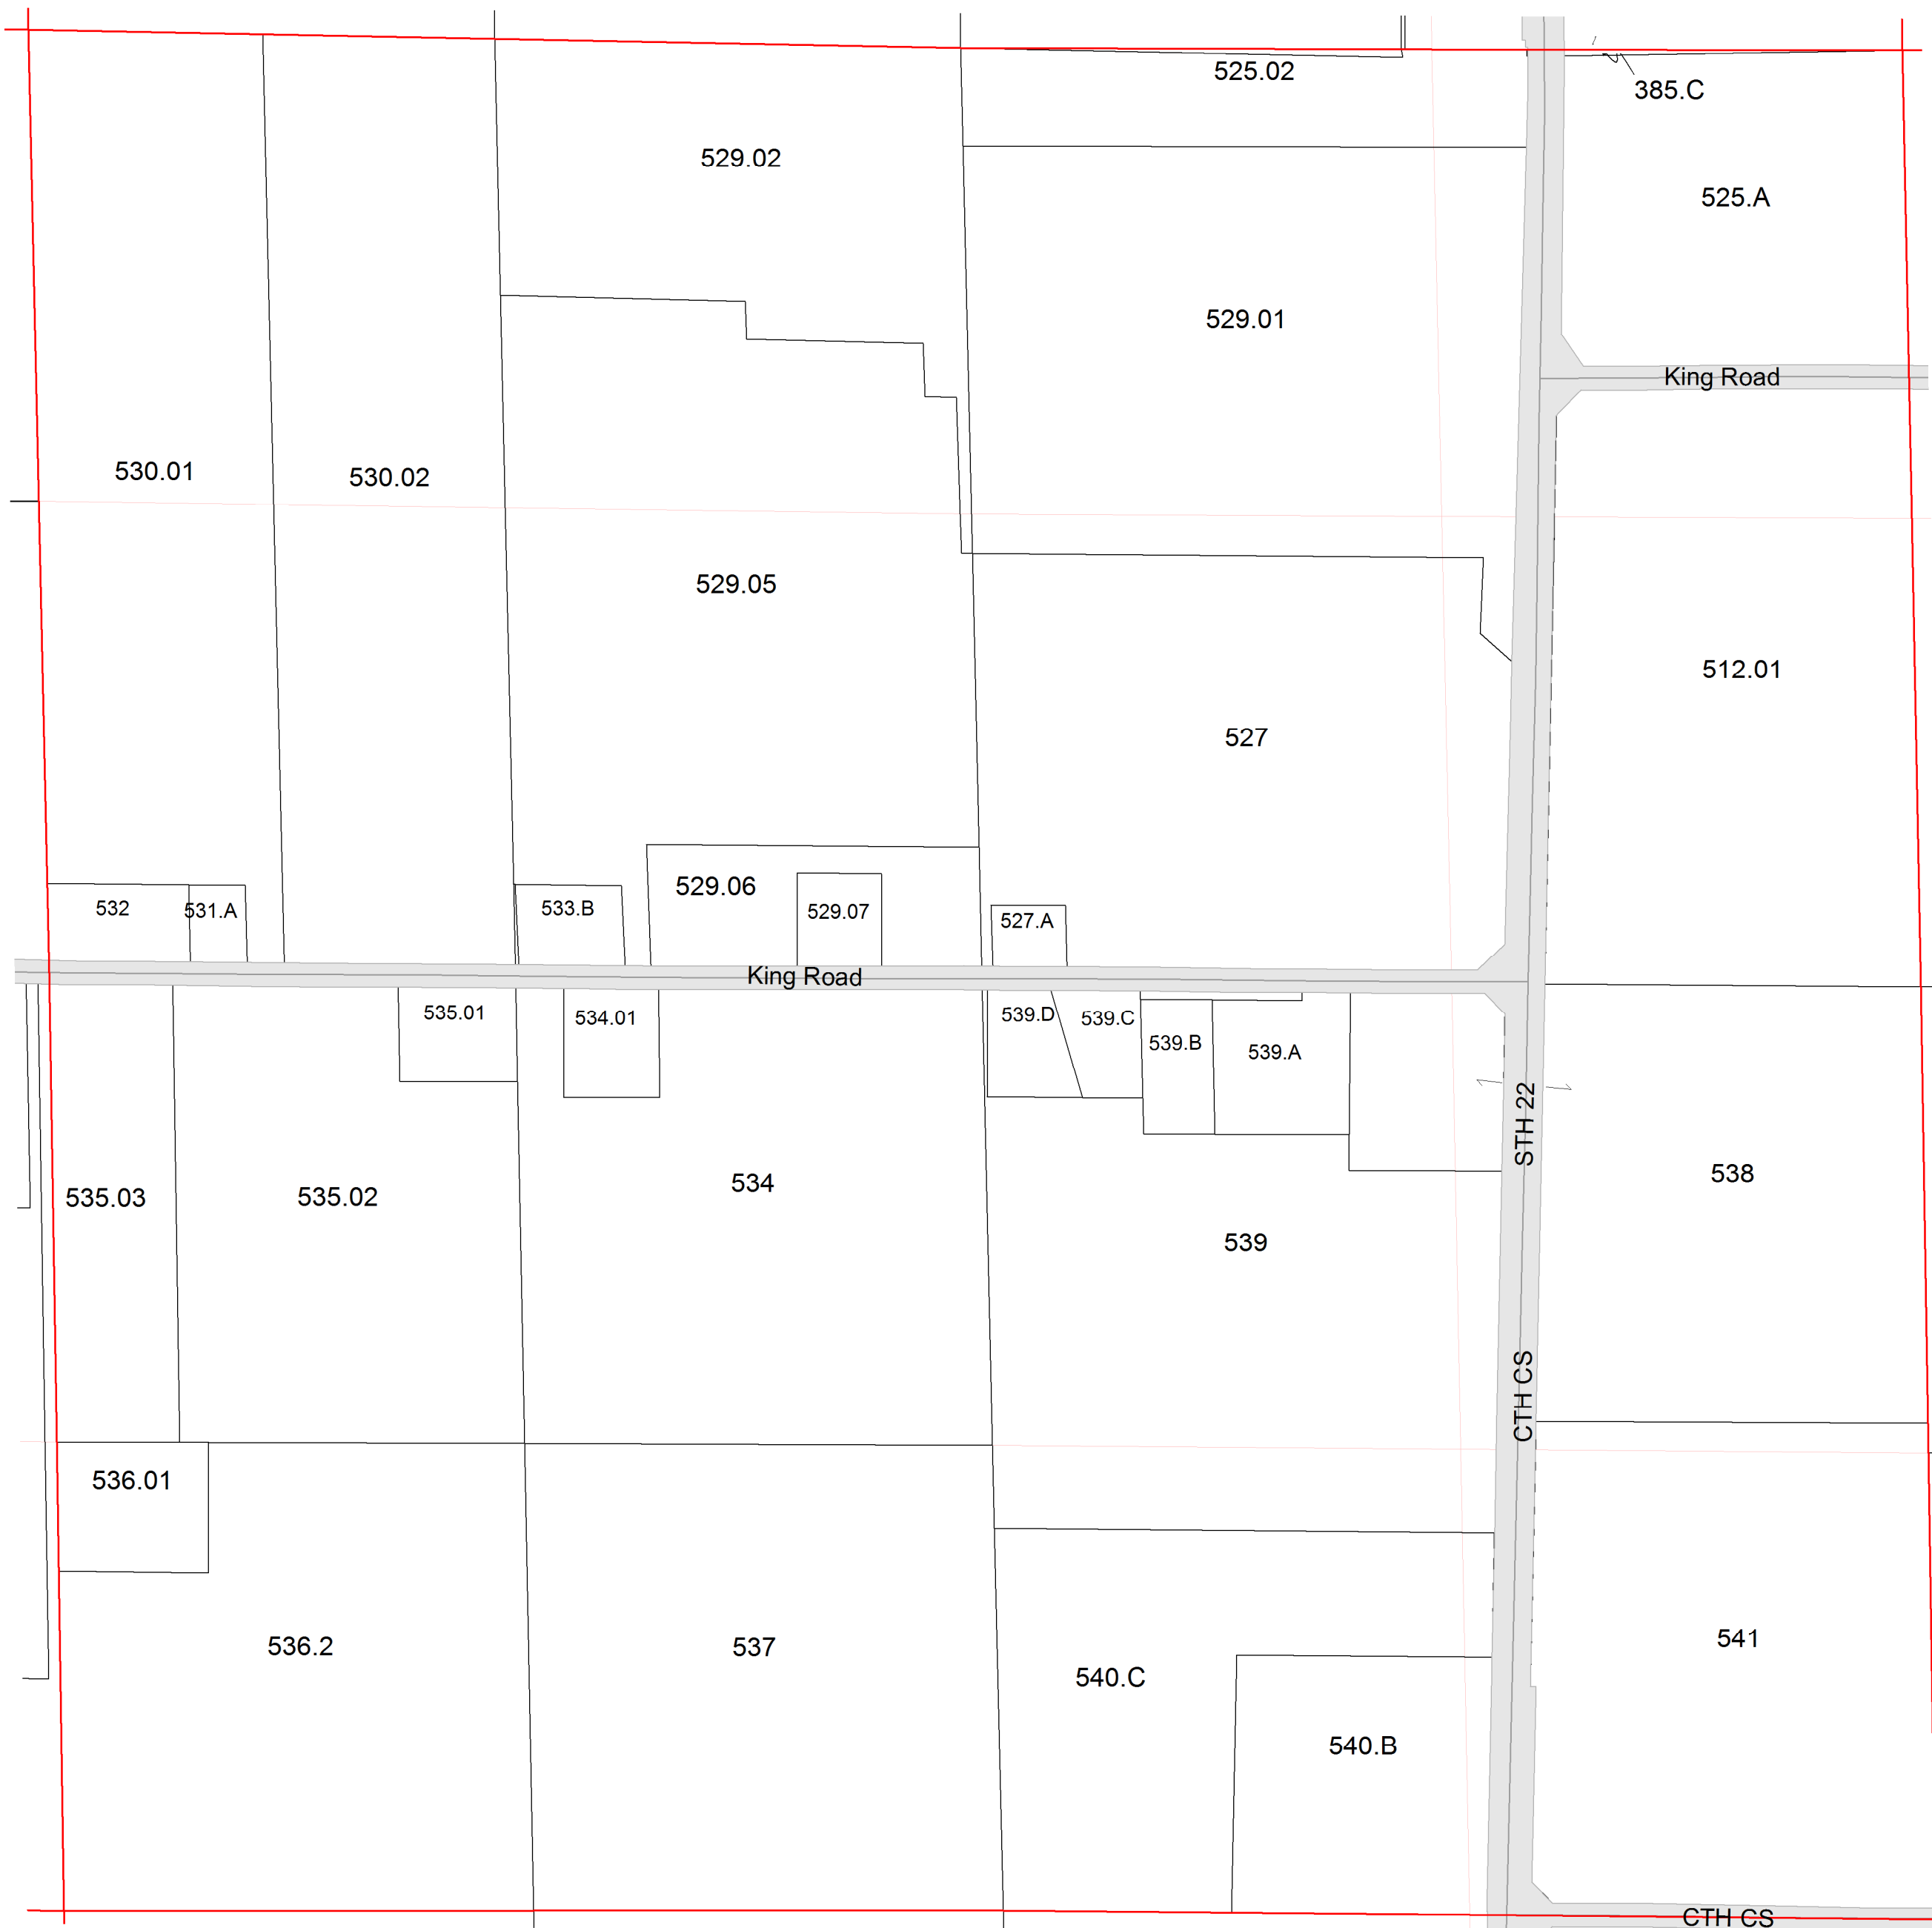 525.02
385.C
529.02
525.A
529.01
King Road
530.01
530.02
529.05
512.01
527
529.06
532
531.A
533.B
529.07
527.A
King Road
535.01
534.01
539.D
539.C
539.B
539.A
STH 22
535.03
535.02
534
538
539
CTH CS
536.01
536.2
537
540.C
541
540.B
CTH CS